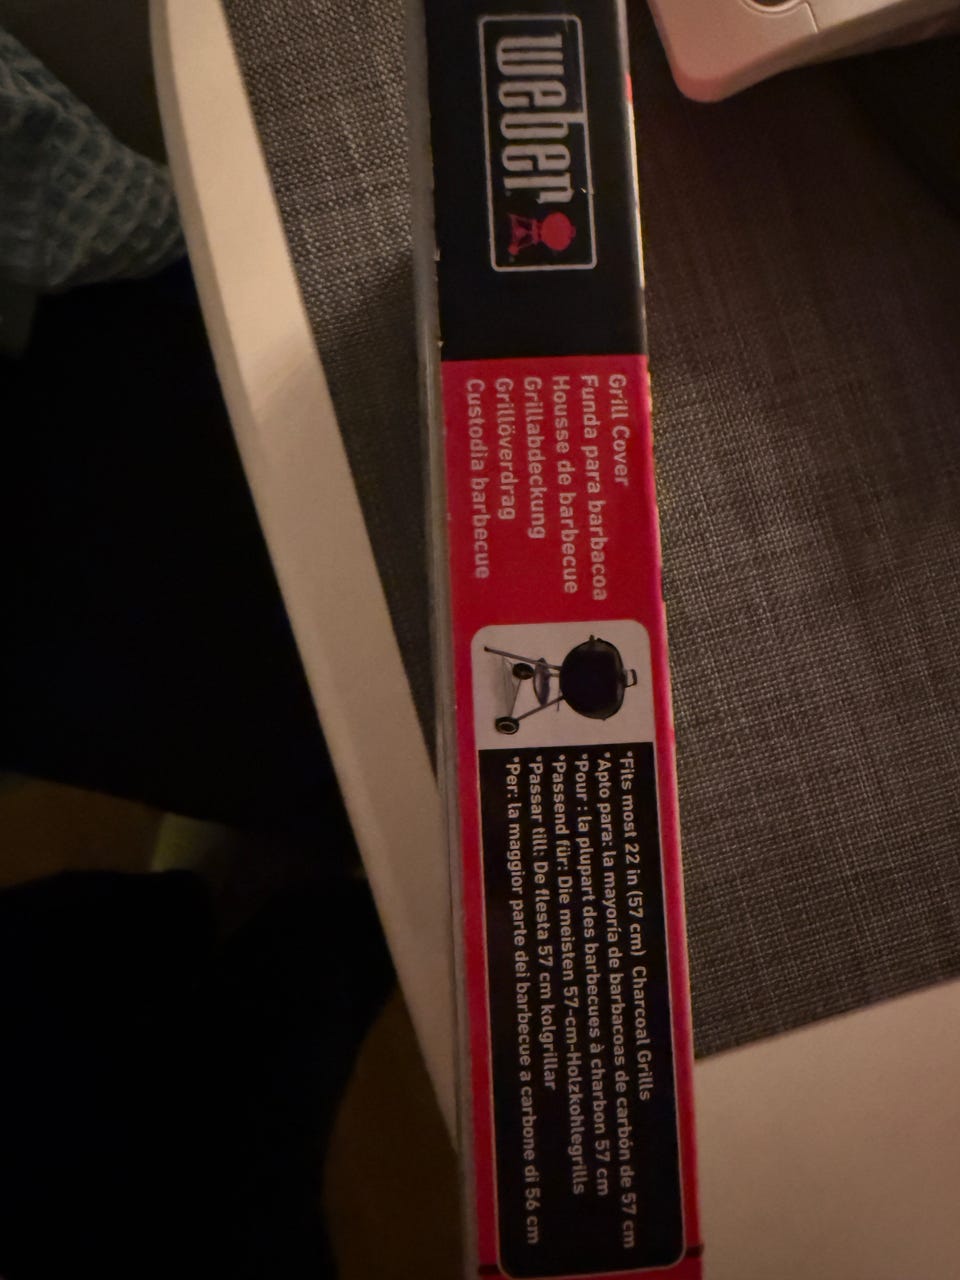 weber
Grill Cover
Funda para barbacoa
Housse de barbecue
Grillabdeckung
Grillöverdrag
Custodia barbecue
*Fits most 22 in (57 cm) Charcoal Grills
*Apto para: la mayoría de barbacoas de carbón de 57 cm
*Pour : la plupart des barbecues à charbon 57 cm
*Passend für: Die meisten 57-cm-Holzkohlegrills
*Passar till: De flesta 57 cm kolgrillar
*Per: la maggior parte dei barbecue a carbone di 56 cm